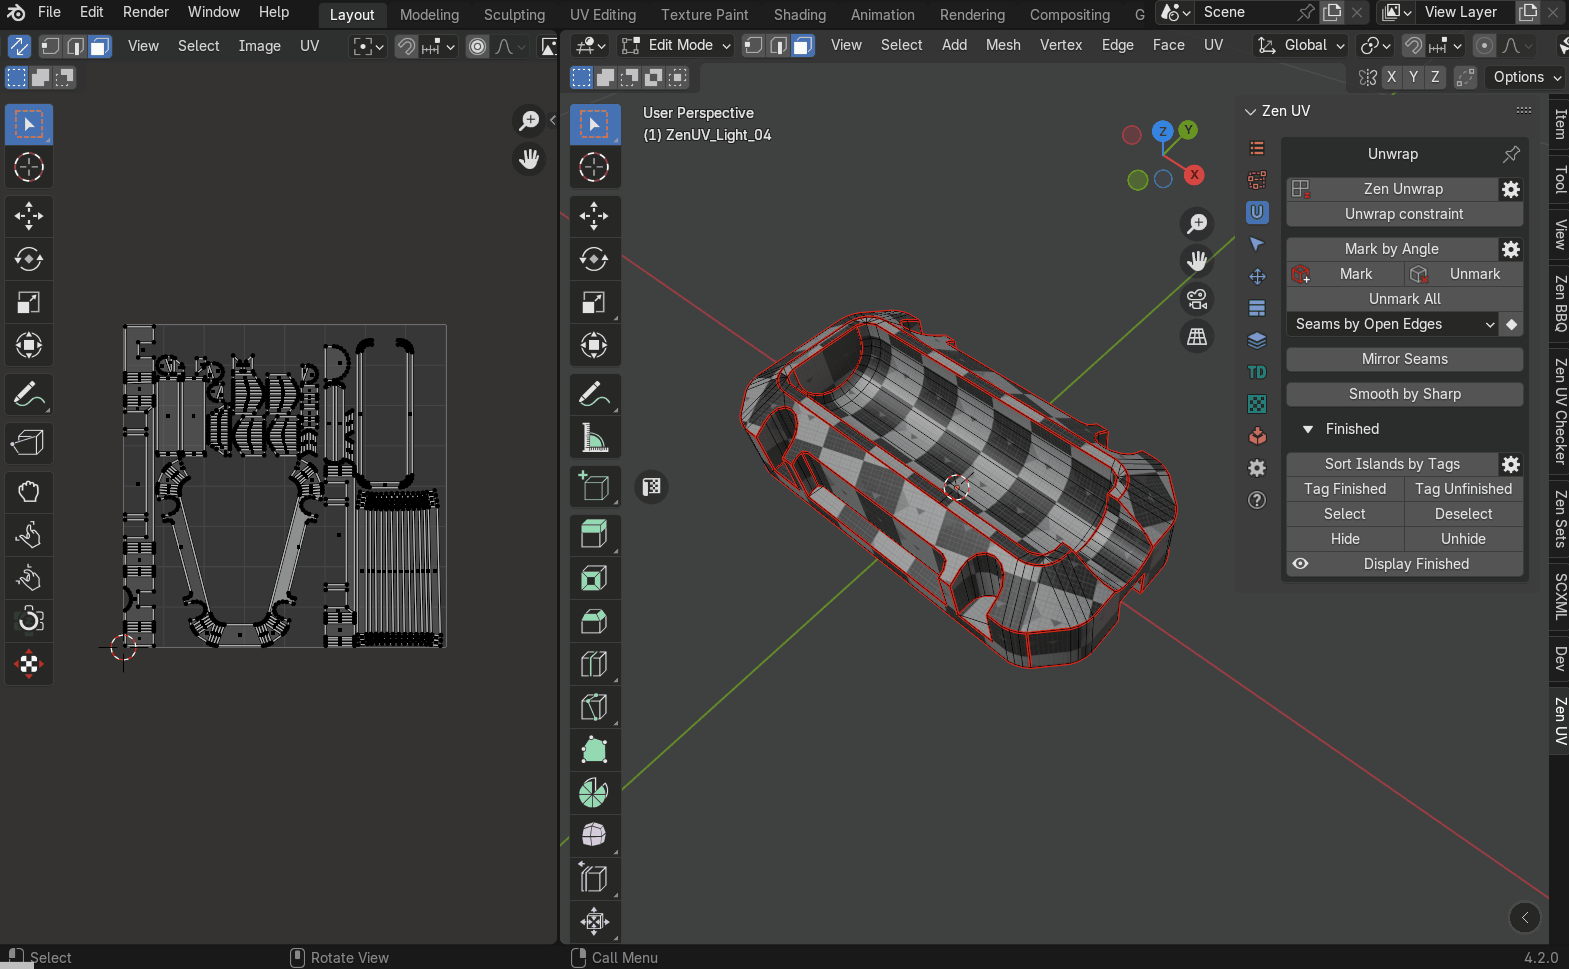 File Edit Render Window Help Layout Modeling Sculpting UV Editing Texture Paint Shading Animation Rendering Compositing G Scene View Layer
View Select Image UV Edit Mode View Select Add Mesh Vertex Edge Face UV Global
X Y Z Options
User Perspective
(1) ZenUV_Light_04
Z Y X
Zen UV
Unwrap
Zen Unwrap
Unwrap constraint
Mark by Angle
Mark Unmark
Unmark All
Seams by Open Edges
Mirror Seams
TD
Smooth by Sharp
Finished
Sort Islands by Tags
Tag Finished Tag Unfinished
Select Deselect
Hide Unhide
Display Finished
Item
Tool
View
Zen BBQ
Zen UV Checker
Zen Sets
SCXML
Dev
Zen UV
Select Rotate View Call Menu 4.2.0